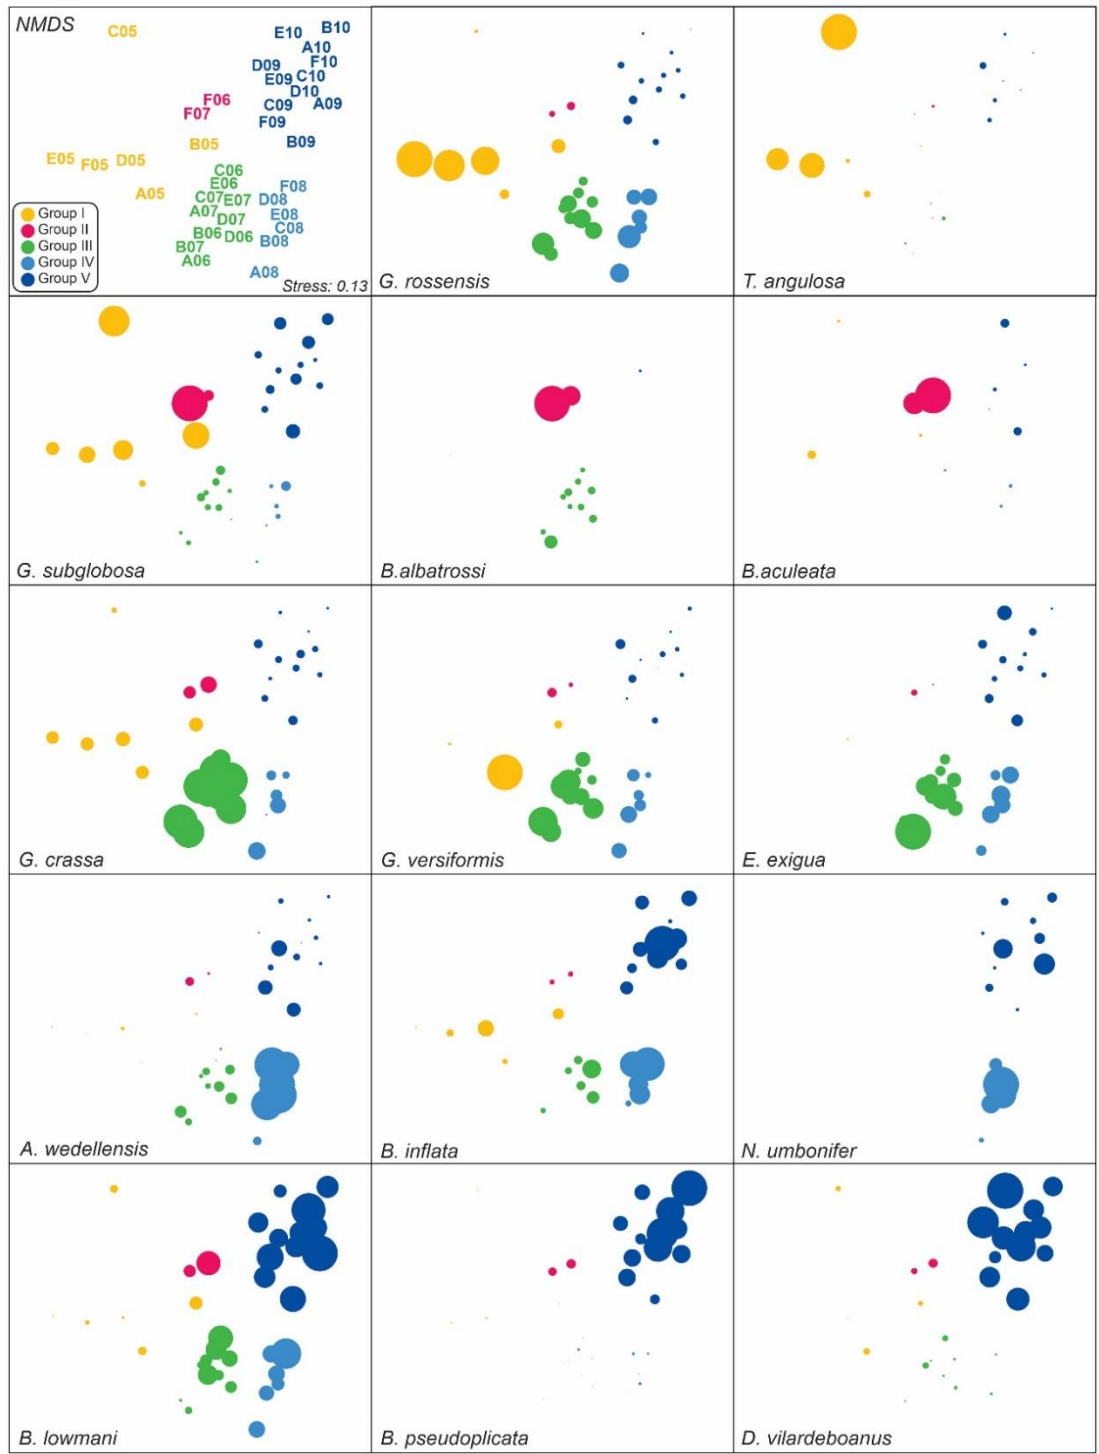 NMDS
C05
E10 B10
A10
D09 F10
E09 C10
D10
F06 C09 A09
F07 F09
B05 B09
E05 F05 D05
C06
E06 F08
A05 C07 E07 D08
A07 D07 E08
B06 D06 C08
B07 B08
A06
A08
Group I
Group II
Group III
Group IV
Group V
Stress: 0.13
G. rossensis
T. angulosa
G. subglobosa
B.albatrossi
B.aculeata
G. crassa
G. versiformis
E. exigua
A. wedellensis
B. inflata
N. umbonifer
B. lowmani
B. pseudoplicata
D. vilardeboanus